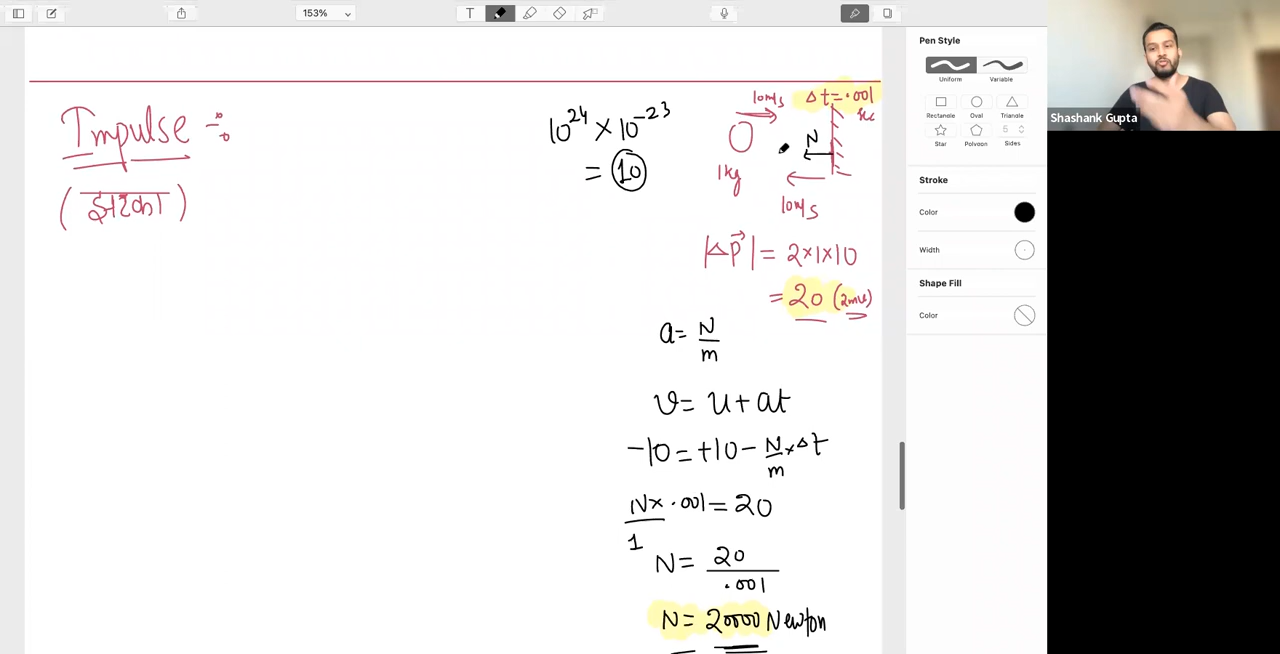 153%
T
Impulse ÷
(झटका)
10²⁴ × 10⁻²³
= 10
10m/s Δt = .001 sec
1kg
N
10m/s
|Δp⃗| = 2×1×10
= 20 (2mu)
a = N/m
v = u + at
-10 = +10 - N/m × Δt
N × .001 / 1 = 20
N = 20/.001
N = 20000 Newton
Pen Style
Uniform Variable
Rectangle Oval Triangle
Star Polygon 5 Sides
Stroke
Color
Width
Shape Fill
Color
Shashank Gupta